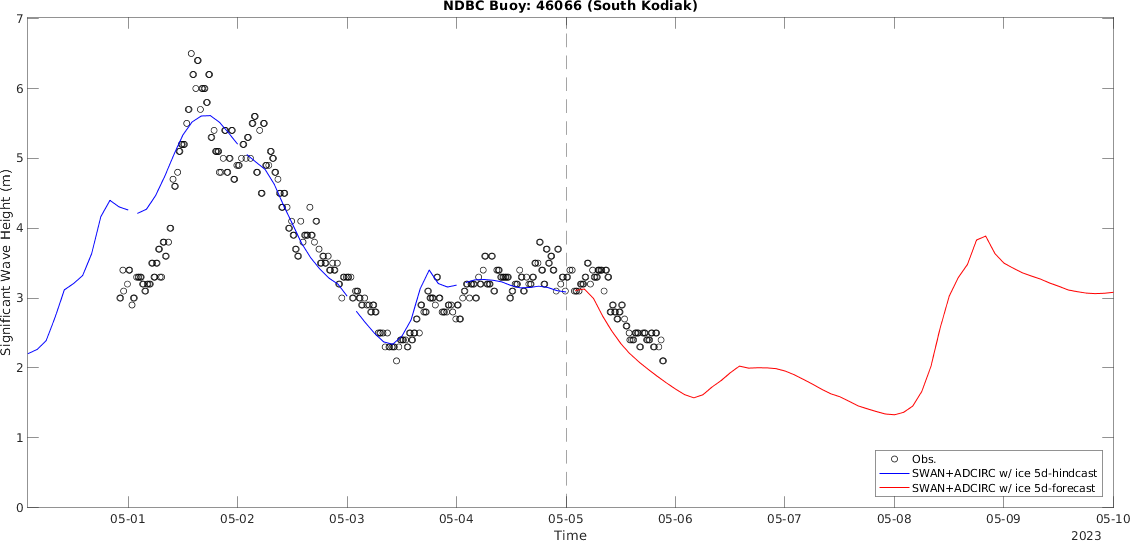 NDBC Buoy: 46066 (South Kodiak)
7
6
5
4
3
2
1
0
Significant Wave Height (m)
Obs.
SWAN+ADCIRC w/ ice 5d-hindcast
SWAN+ADCIRC w/ ice 5d-forecast
05-01 05-02 05-03 05-04 05-05 05-06 05-07 05-08 05-09 05-10
Time
2023